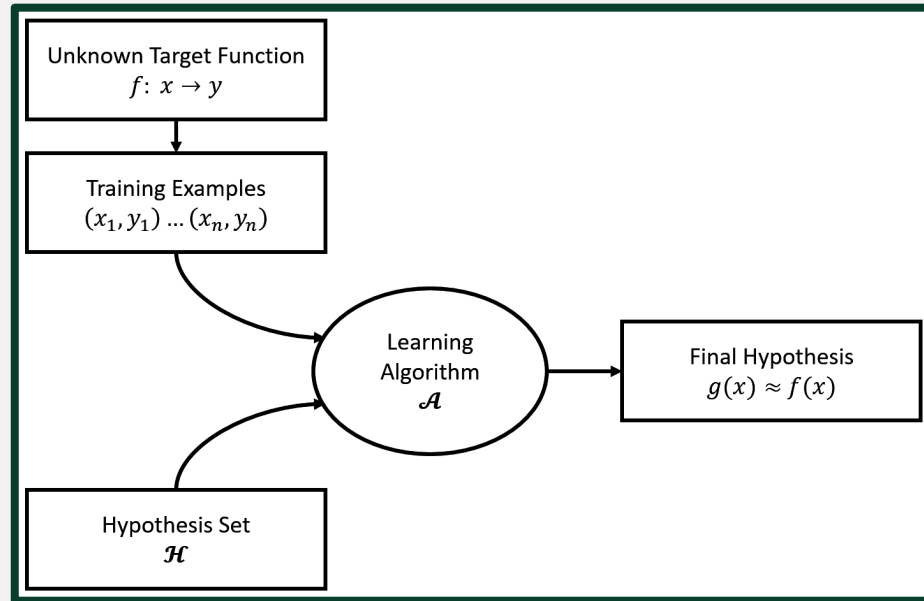 Unknown Target Function
f: x → y
Training Examples
(x₁, y₁) … (xₙ, yₙ)
Learning
Algorithm
𝓐
Final Hypothesis
g(x) ≈ f(x)
Hypothesis Set
𝓗